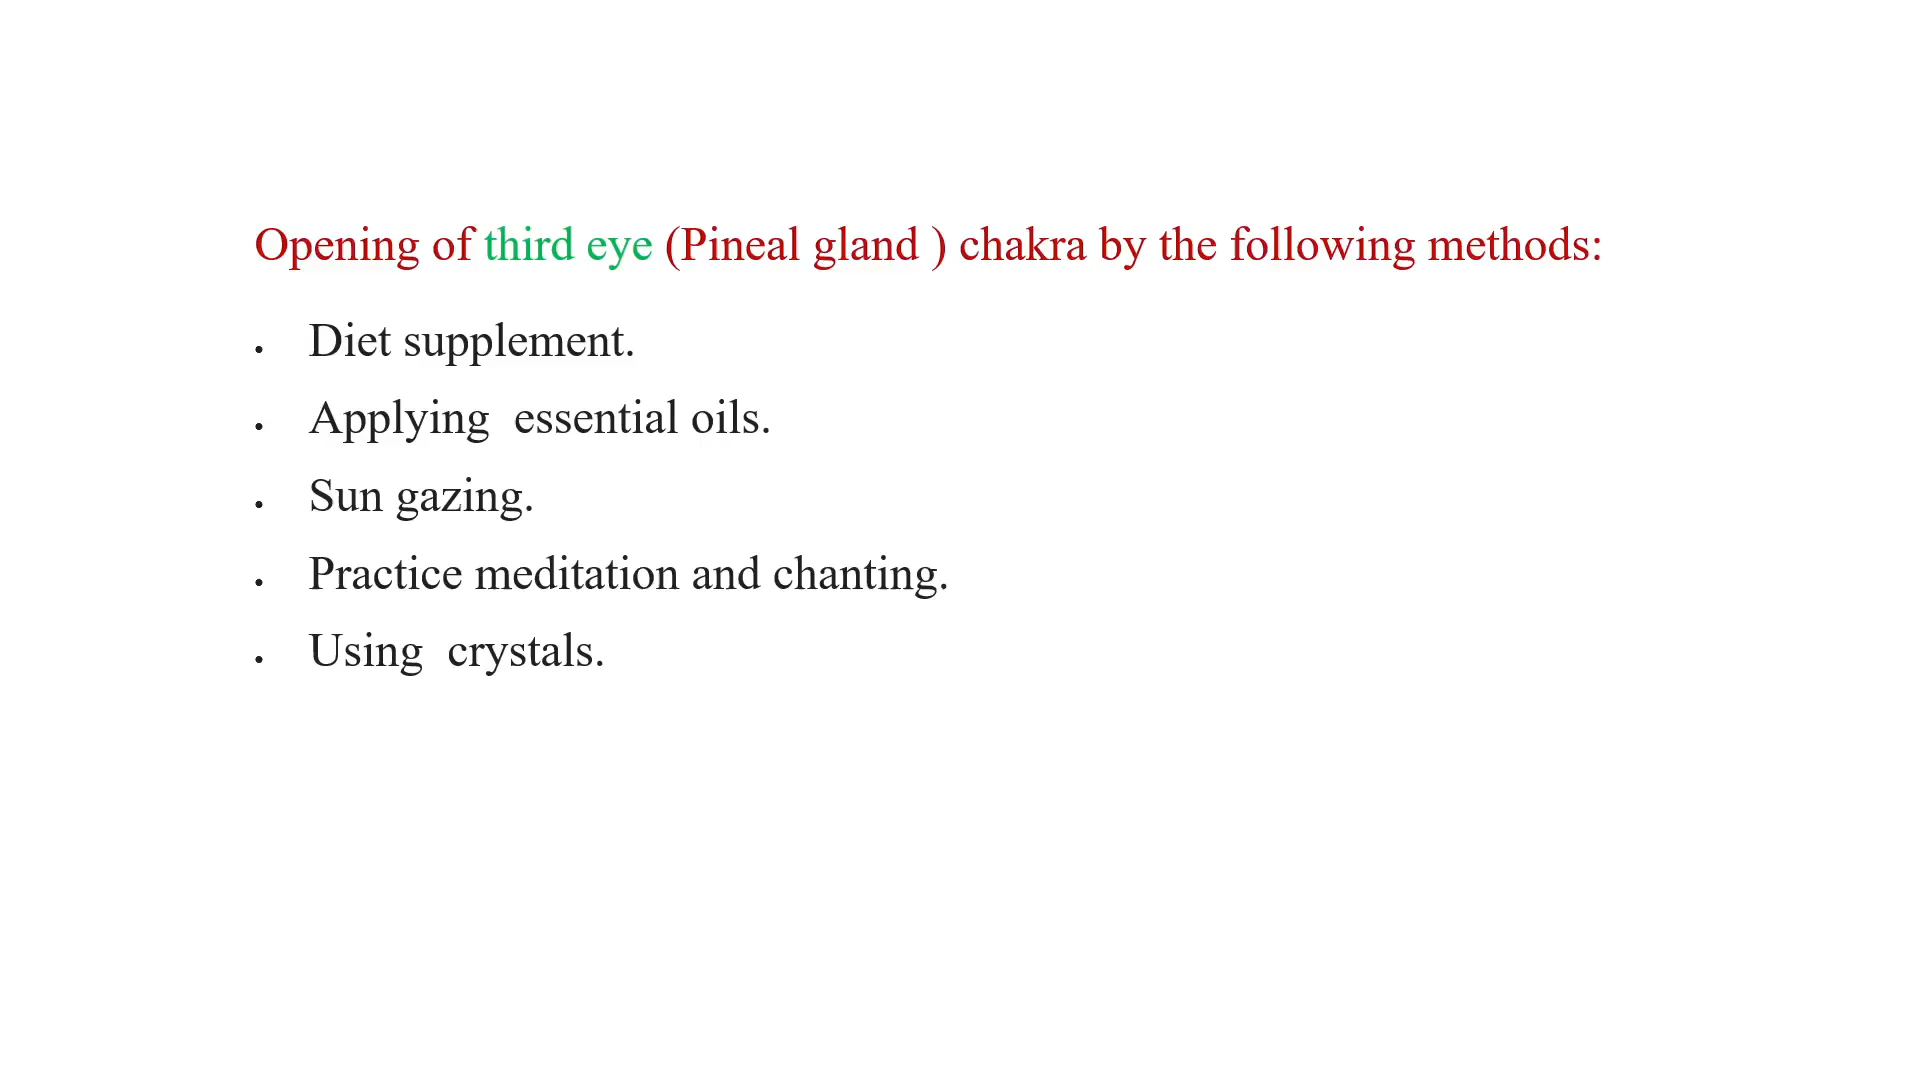 Opening of third eye (Pineal gland ) chakra by the following methods:
• Diet supplement.
• Applying  essential oils.
• Sun gazing.
• Practice meditation and chanting.
• Using  crystals.